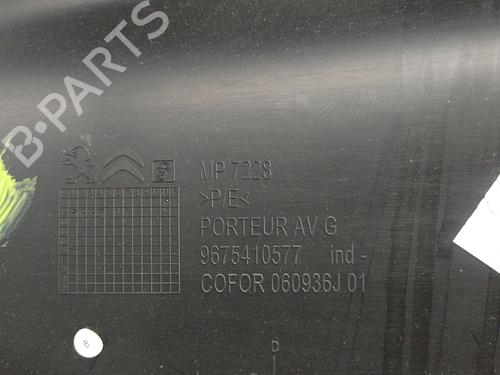 B-PARTS
MP 7228
>P/E<
PORTEUR AV G
9675410577 ind -
COFOR 060936J 01
8